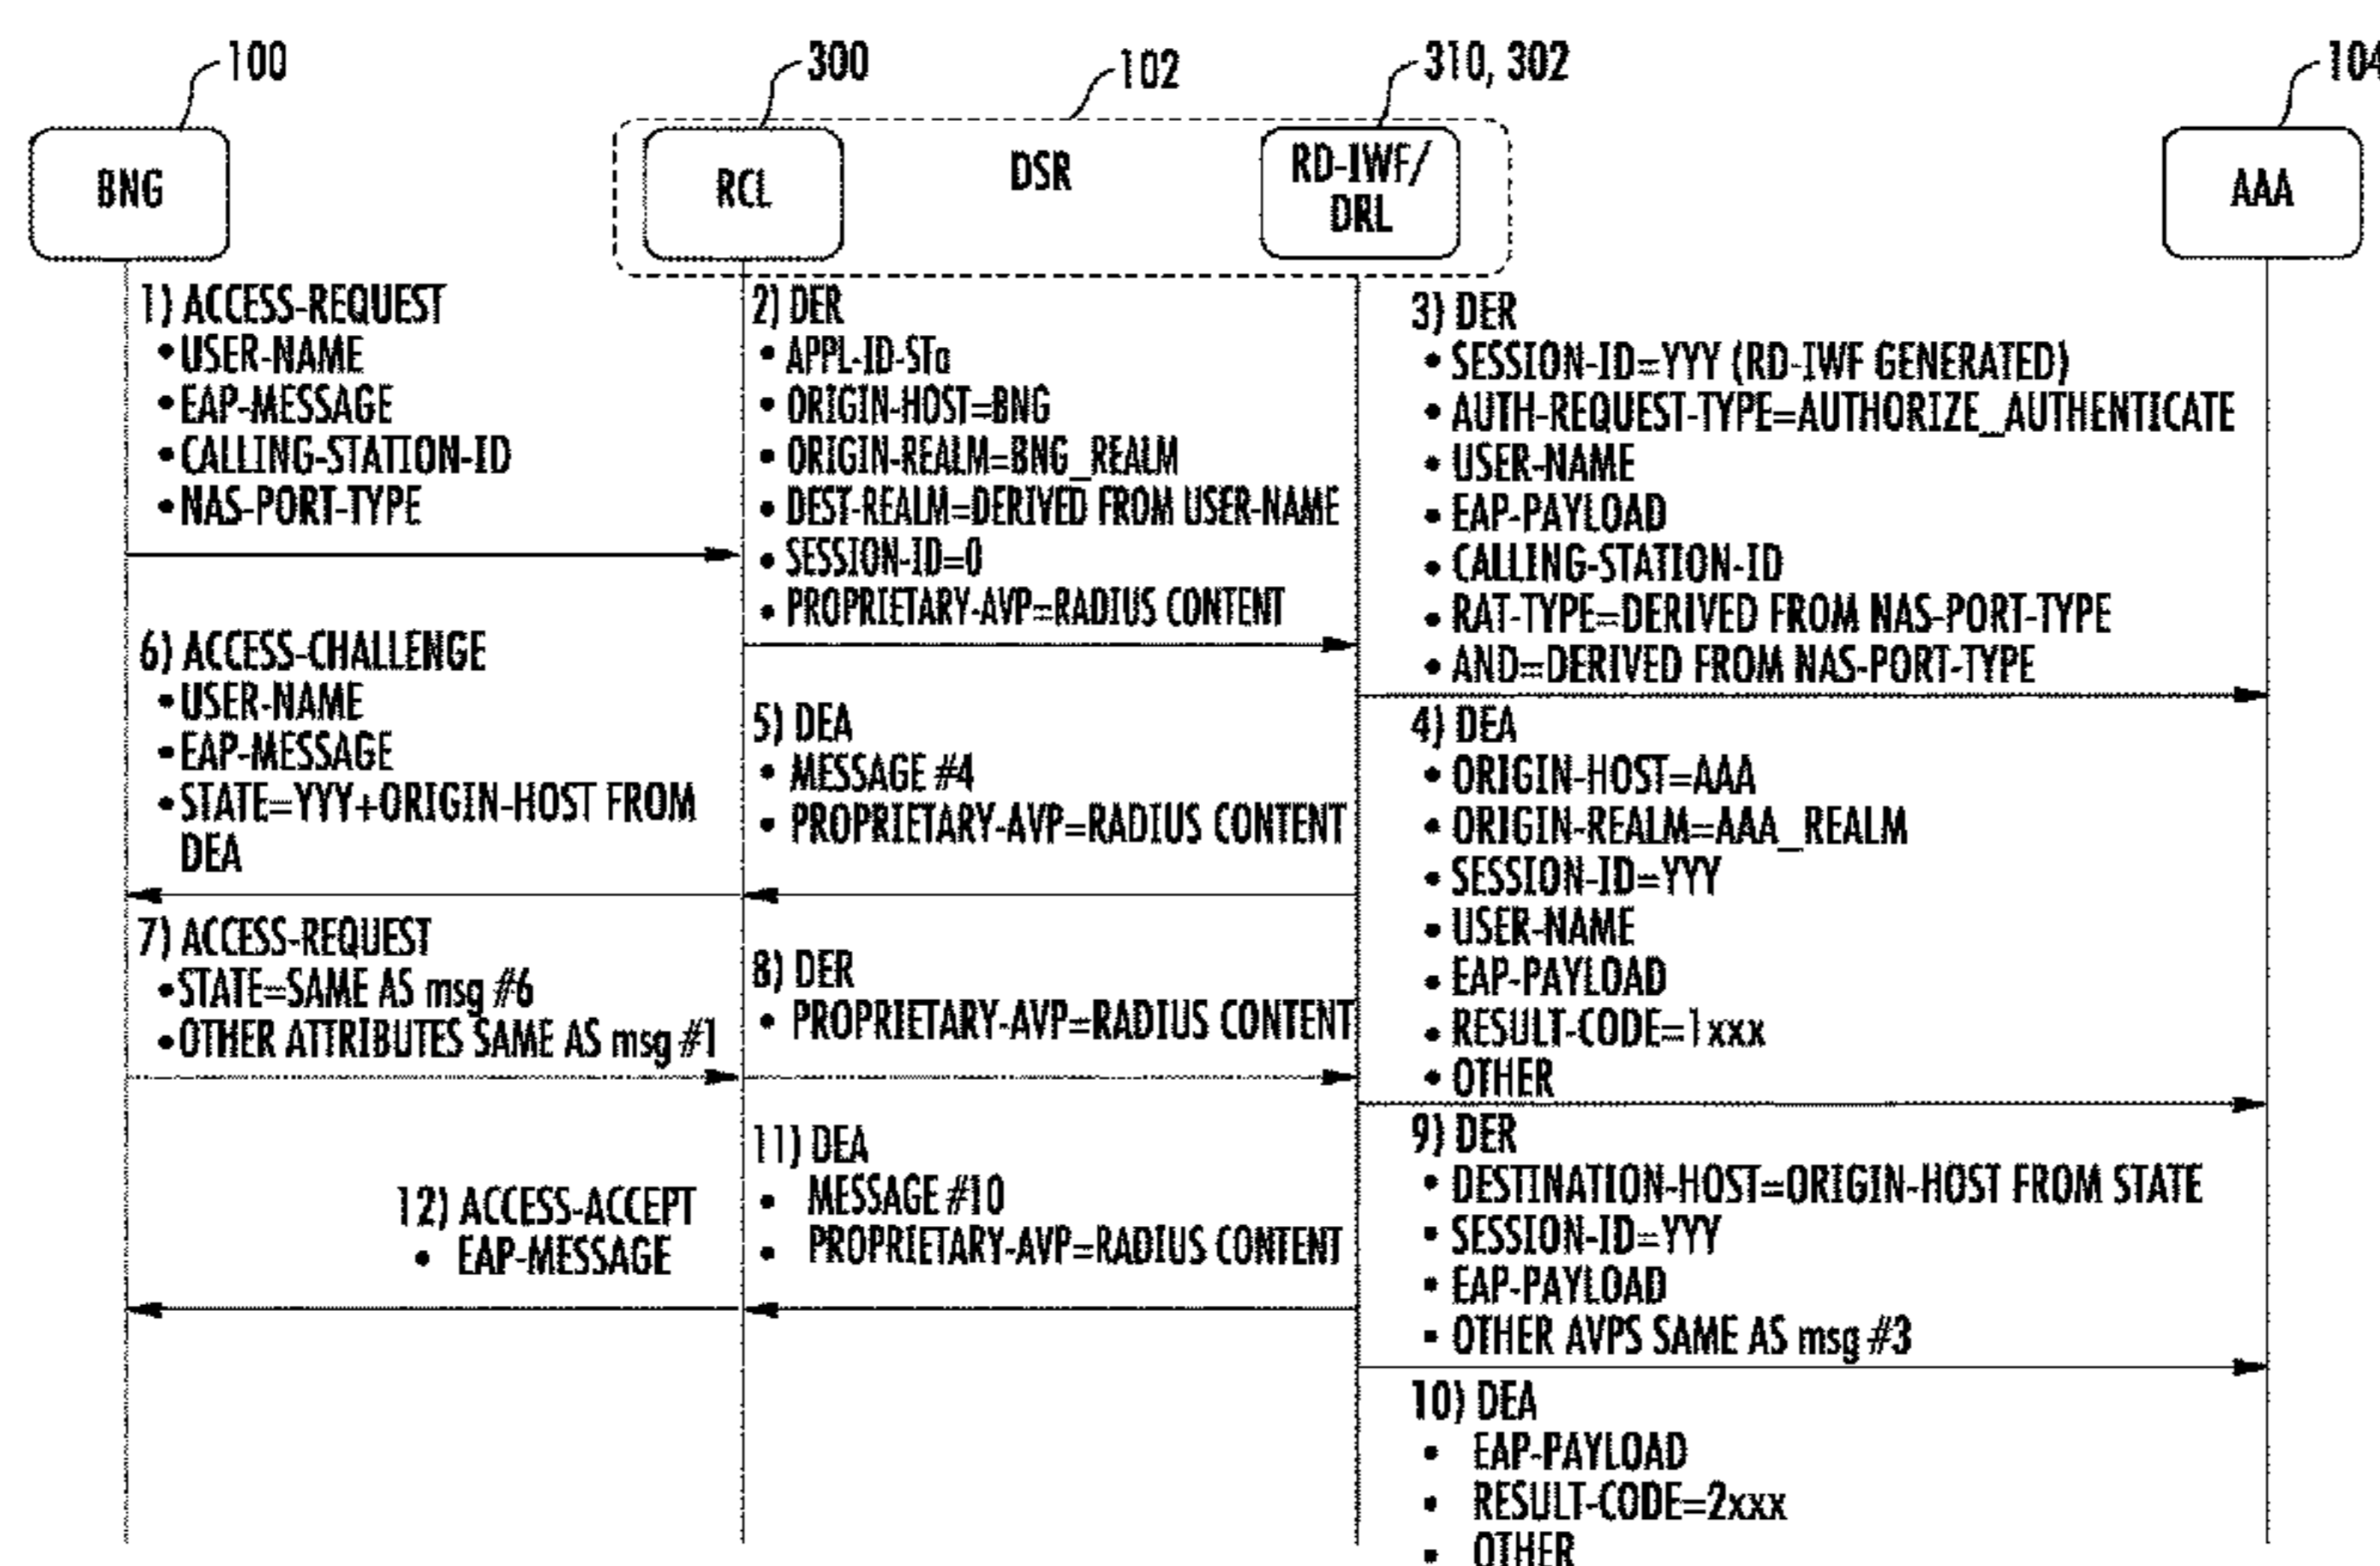 100
300
102
310, 302
104
BNG
RCL
DSR
RD-IWF/
DRL
AAA
1) ACCESS-REQUEST
•USER-NAME
•EAP-MESSAGE
•CALLING-STATION-ID
•NAS-PORT-TYPE
2) DER
• APPL-ID-STa
• ORIGIN-HOST=BNG
• ORIGIN-REALM=BNG_REALM
• DEST-REALM=DERIVED FROM USER-NAME
• SESSION-ID=0
• PROPRIETARY-AVP=RADIUS CONTENT
3) DER
• SESSION-ID=YYY (RD-IWF GENERATED)
• AUTH-REQUEST-TYPE=AUTHORIZE_AUTHENTICATE
• USER-NAME
• EAP-PAYLOAD
• CALLING-STATION-ID
• RAT-TYPE=DERIVED FROM NAS-PORT-TYPE
• AND=DERIVED FROM NAS-PORT-TYPE
4) DEA
• ORIGIN-HOST=AAA
• ORIGIN-REALM=AAA_REALM
• SESSION-ID=YYY
• USER-NAME
• EAP-PAYLOAD
• RESULT-CODE=1xxx
• OTHER
5) DEA
• MESSAGE #4
• PROPRIETARY-AVP=RADIUS CONTENT
6) ACCESS-CHALLENGE
•USER-NAME
•EAP-MESSAGE
•STATE=YYY+ORIGIN-HOST FROM
DEA
7) ACCESS-REQUEST
•STATE=SAME AS msg #6
•OTHER ATTRIBUTES SAME AS msg #1
8) DER
• PROPRIETARY-AVP=RADIUS CONTENT
9) DER
• DESTINATION-HOST=ORIGIN-HOST FROM STATE
• SESSION-ID=YYY
• EAP-PAYLOAD
• OTHER AVPS SAME AS msg #3
10) DEA
• EAP-PAYLOAD
• RESULT-CODE=2xxx
• OTHER
11) DEA
• MESSAGE #10
• PROPRIETARY-AVP=RADIUS CONTENT
12) ACCESS-ACCEPT
• EAP-MESSAGE